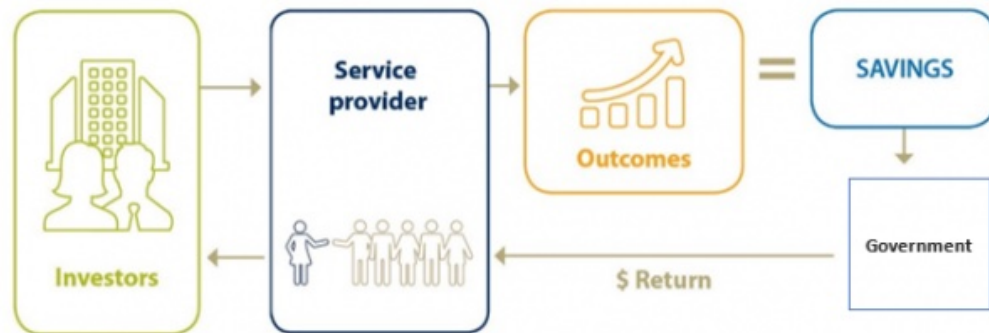 Service
provider
SAVINGS
Outcomes
Government
Investors
$ Return